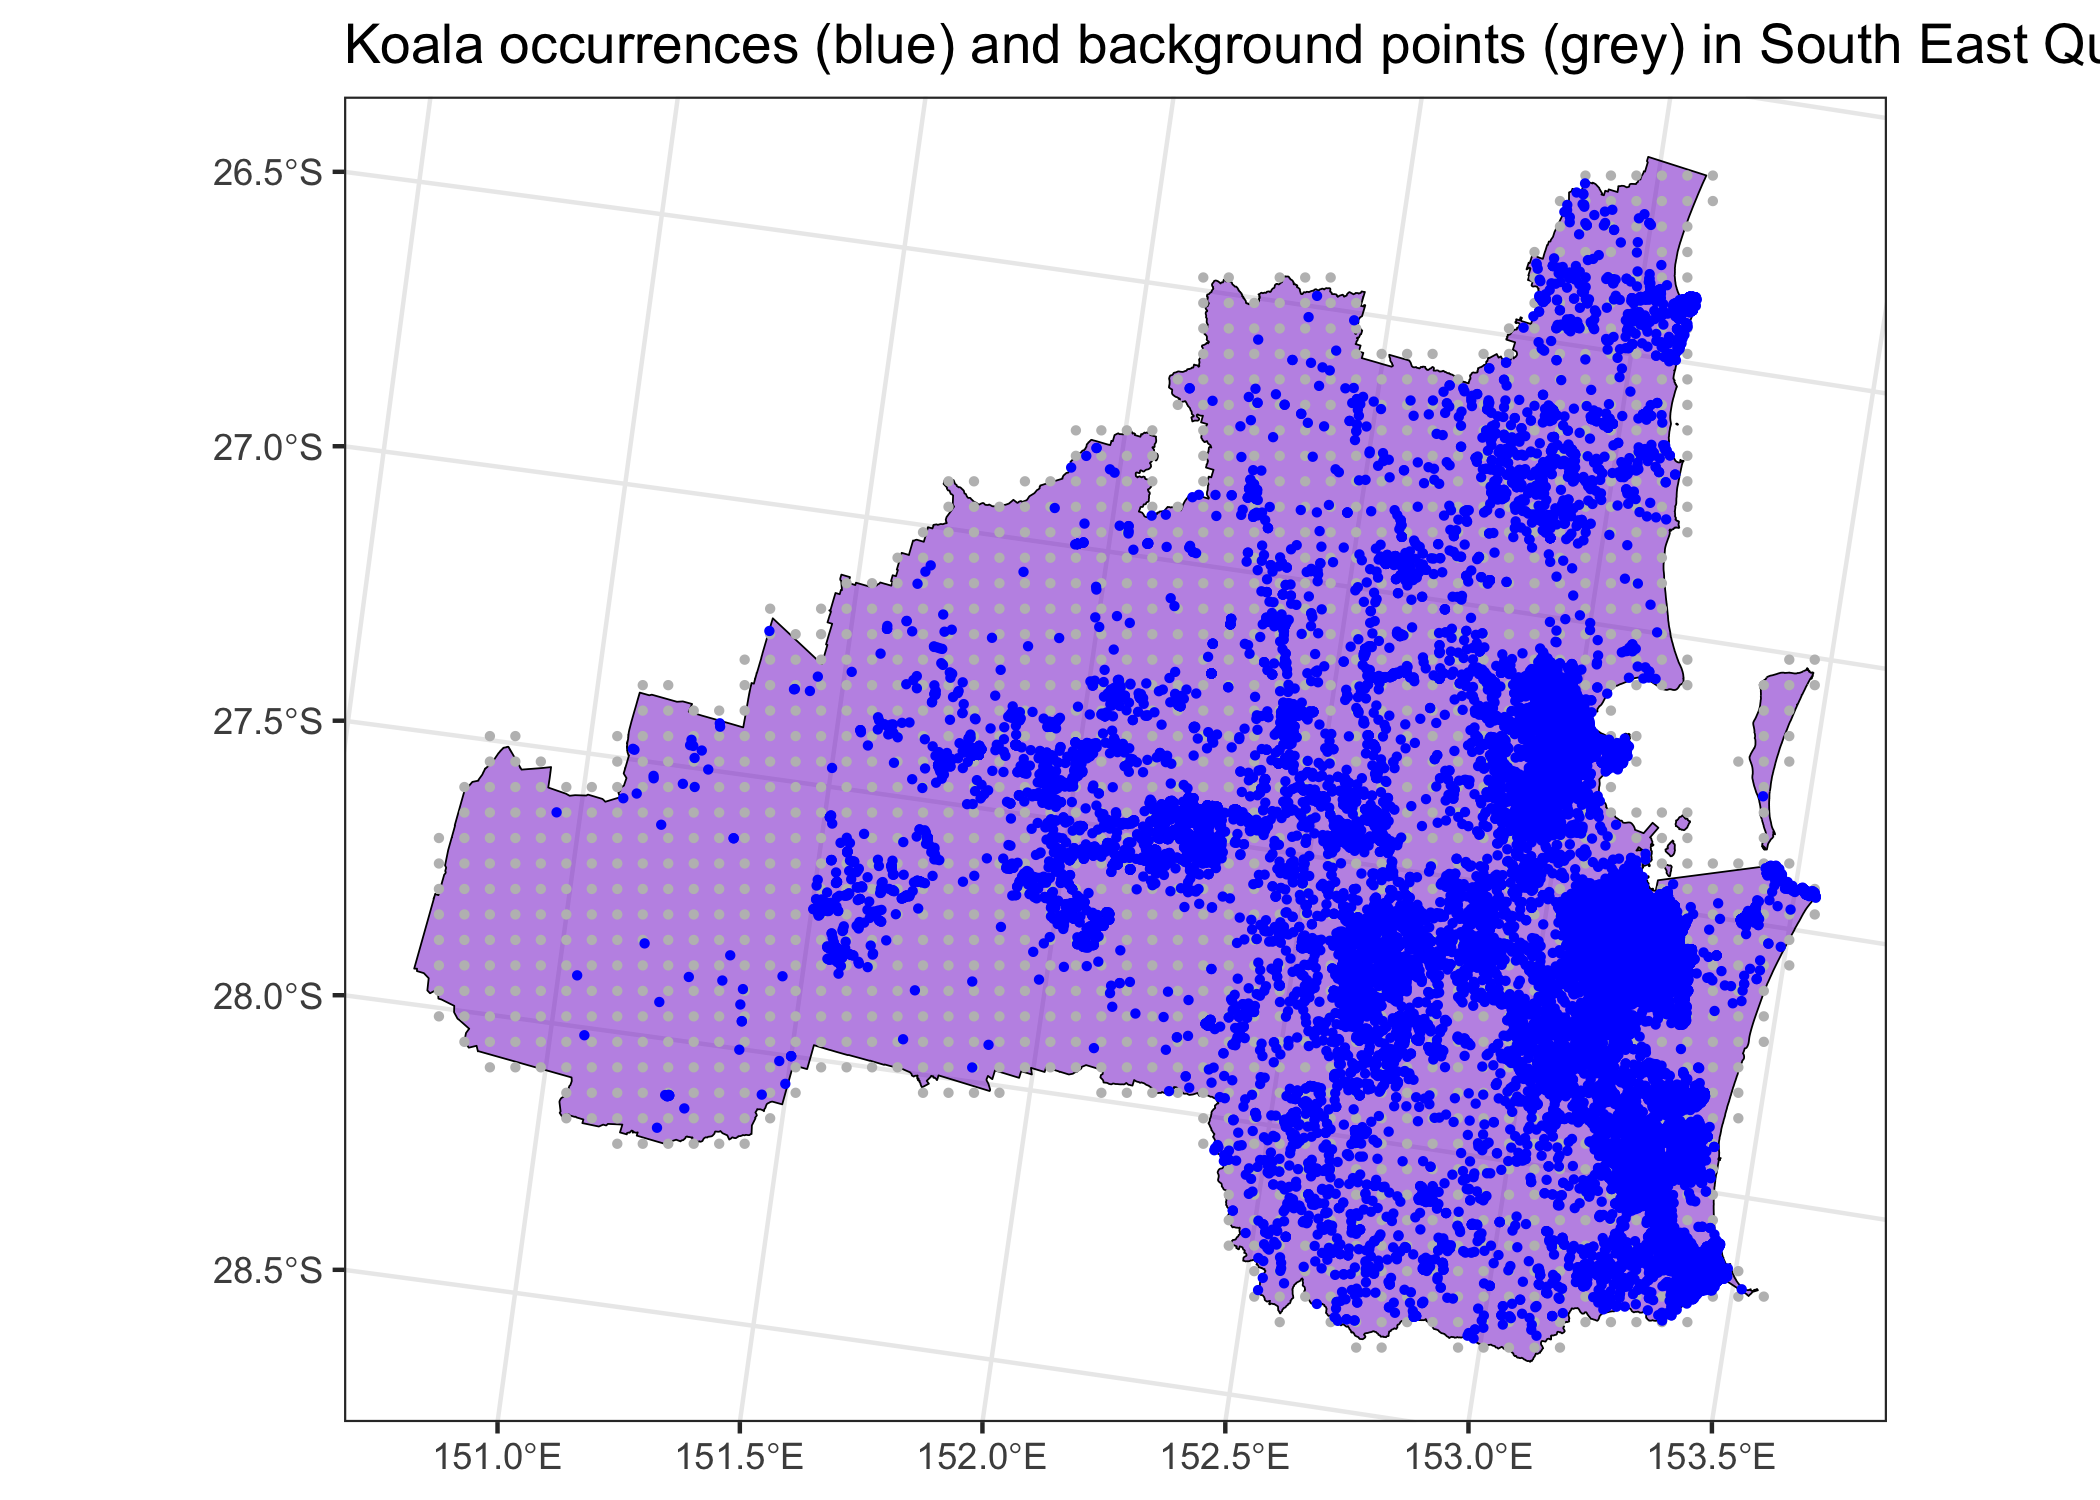 Koala occurrences (blue) and background points (grey) in South East Qu
26.5°S
27.0°S
27.5°S
28.0°S
28.5°S
151.0°E 151.5°E 152.0°E 152.5°E 153.0°E 153.5°E